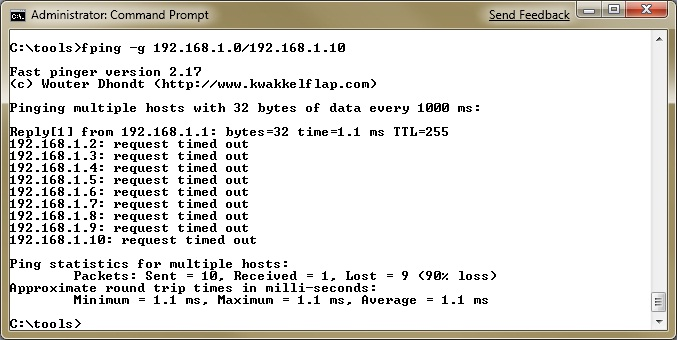 Administrator: Command Prompt
Send Feedback
C:\tools>fping -g 192.168.1.0/192.168.1.10
Fast pinger version 2.17
(c) Wouter Dhondt (http://www.kwakkelflap.com)
Pinging multiple hosts with 32 bytes of data every 1000 ms:
Reply[1] from 192.168.1.1: bytes=32 time=1.1 ms TTL=255
192.168.1.2: request timed out
192.168.1.3: request timed out
192.168.1.4: request timed out
192.168.1.5: request timed out
192.168.1.6: request timed out
192.168.1.7: request timed out
192.168.1.8: request timed out
192.168.1.9: request timed out
192.168.1.10: request timed out
Ping statistics for multiple hosts:
Packets: Sent = 10, Received = 1, Lost = 9 (90% loss)
Approximate round trip times in milli-seconds:
Minimum = 1.1 ms, Maximum = 1.1 ms, Average = 1.1 ms
C:\tools>